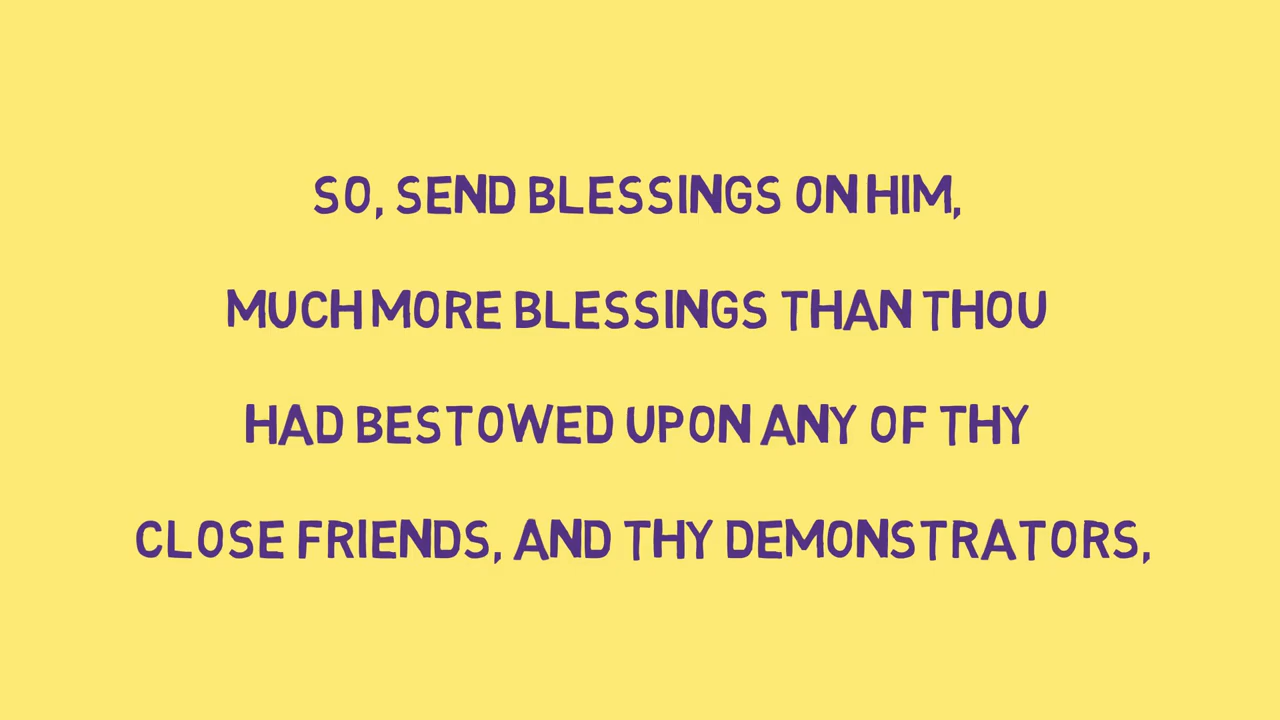 SO, SEND BLESSINGS ON HIM,
MUCH MORE BLESSINGS THAN THOU
HAD BESTOWED UPON ANY OF THY
CLOSE FRIENDS, AND THY DEMONSTRATORS,